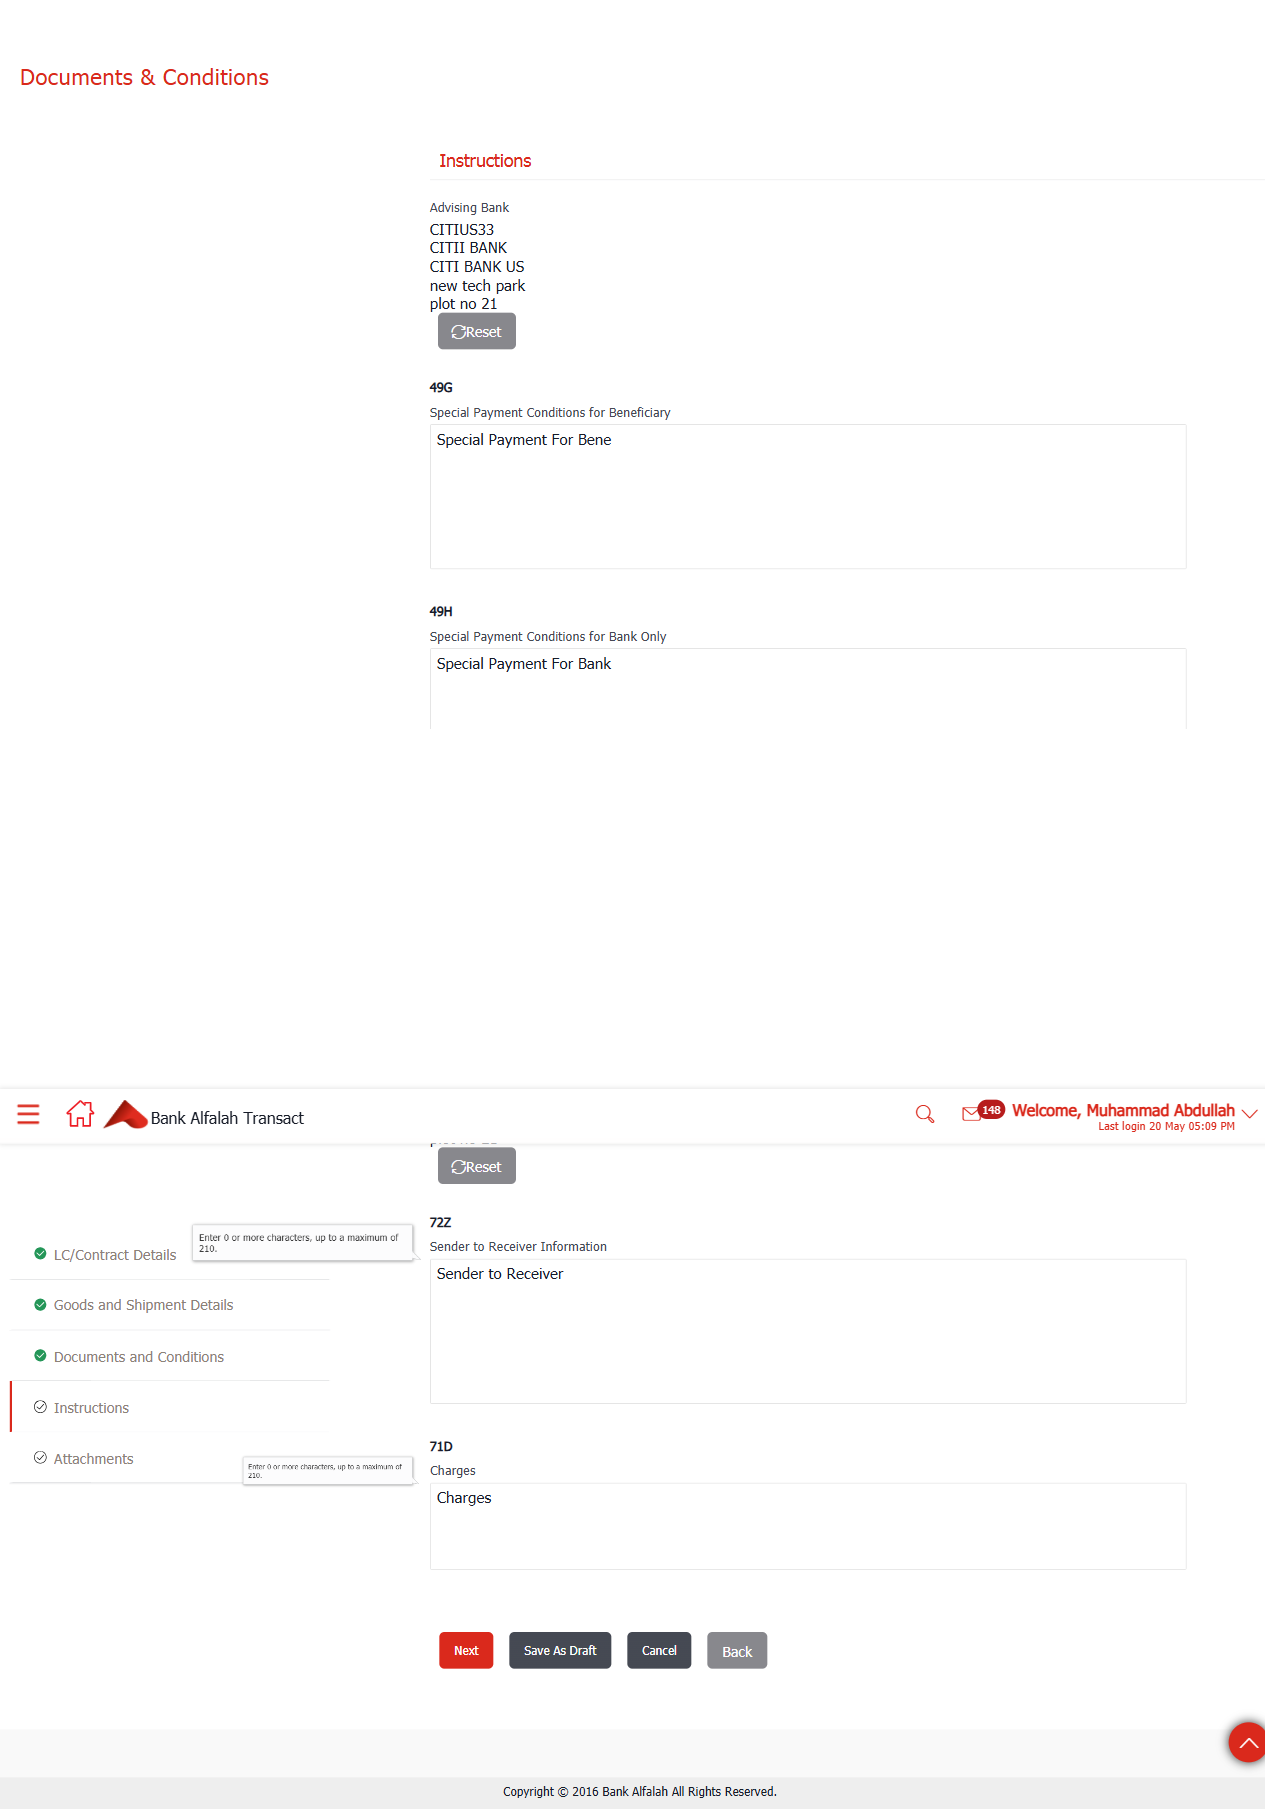 Documents & Conditions
Instructions
Advising Bank
CITIUS33
CITII BANK
CITI BANK US
new tech park
plot no 21
Reset
49G
Special Payment Conditions for Beneficiary
Special Payment For Bene
49H
Special Payment Conditions for Bank Only
Special Payment For Bank
Bank Alfalah Transact
148
Welcome, Muhammad Abdullah
Last login 20 May 05:09 PM
Reset
LC/Contract Details
Goods and Shipment Details
Documents and Conditions
Instructions
Attachments
72Z
Enter 0 or more characters, up to a maximum of
210.
Sender to Receiver Information
Sender to Receiver
71D
Enter 0 or more characters, up to a maximum of
210.
Charges
Charges
Next
Save As Draft
Cancel
Back
Copyright © 2016 Bank Alfalah All Rights Reserved.